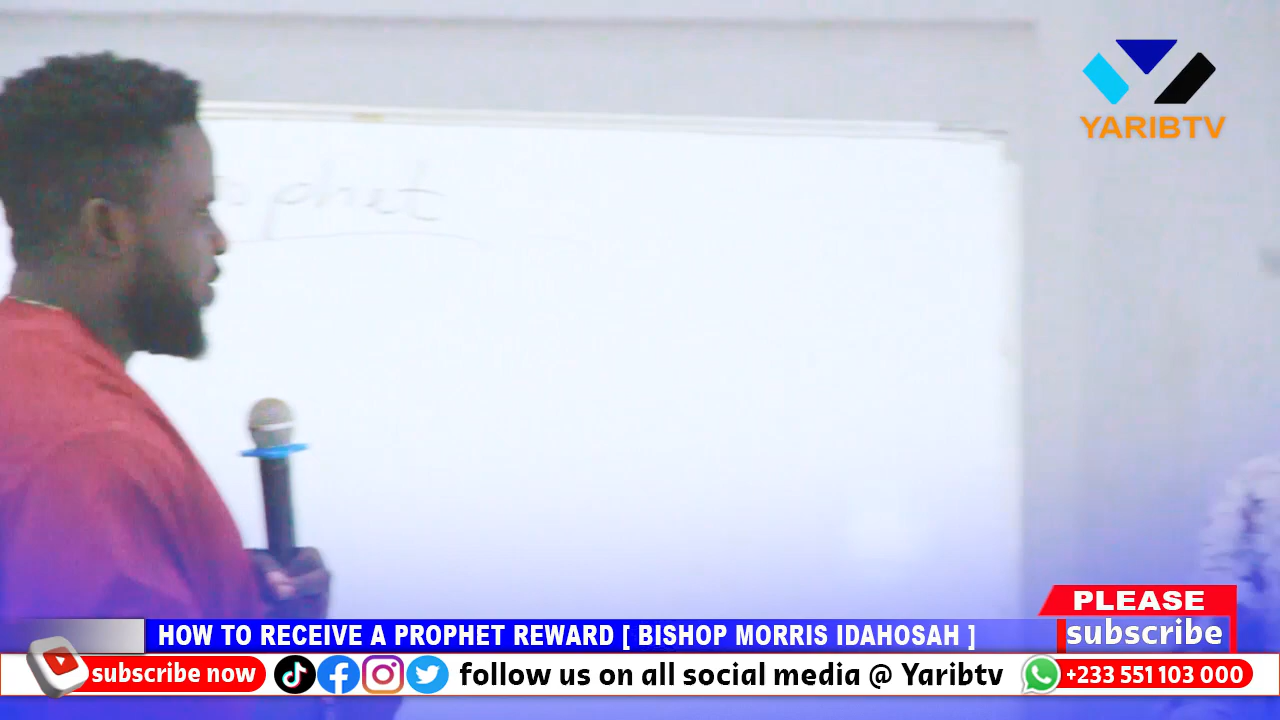 YARIBTV
phet
PLEASE
subscribe
HOW TO RECEIVE A PROPHET REWARD [ BISHOP MORRIS IDAHOSAH ]
subscribe now
follow us on all social media @ Yaribtv
+233 551 103 000